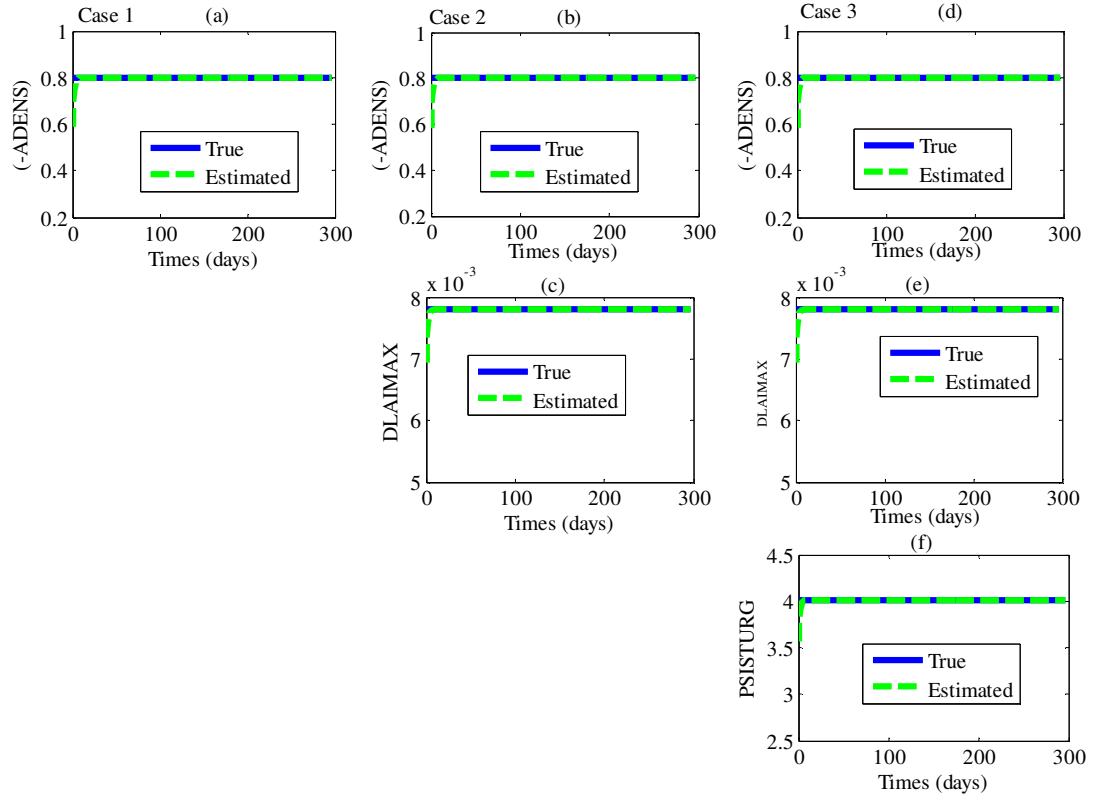 Case 1 (a)
1
0.8
0.6
0.4
0.2
(-ADENS)
True
Estimated
0 100 200 300
Times (days)
Case 2 (b)
1
0.8
0.6
0.4
0.2
(-ADENS)
True
Estimated
0 100 200 300
Times (days)
Case 3 (d)
1
0.8
0.6
0.4
0.2
(-ADENS)
True
Estimated
0 100 200 300
Times (days)
x 10-3 (c)
8
7
6
5
DLAIMAX
True
Estimated
0 100 200 300
Times (days)
x 10-3 (e)
8
7
6
5
DLAIMAX
True
Estimated
0 100 200 300
Times (days)
(f)
4.5
4
3.5
3
2.5
PSISTURG
True
Estimated
0 100 200 300
Times (days)